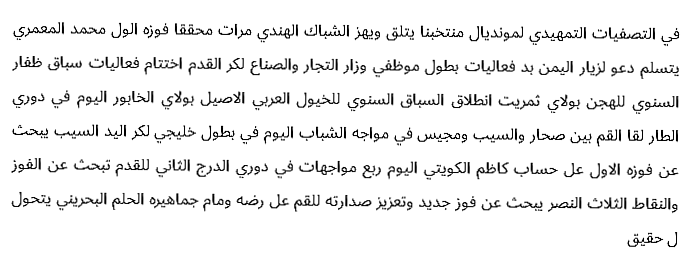 في التصفيات التمهيدي لمونديال منتخبنا يتلق ويهز الشباك الهندي مرات محققا فوزه الول محمد المعمري
يتسلم دعو لزيار اليمن بد فعاليات بطول موظفي وزار التجار والصناع لكر القدم اختتام فعاليات سباق ظفار
السنوي للهجن بولاي ثمريت انطلاق السباق السنوي للخيول العربي الاصيل بولاي الخابور اليوم في دوري
الطار لقا القم بين صحار والسيب ومجيس في مواجه الشباب اليوم في بطول خليجي لكر اليد السيب يبحث
عن فوزه الاول عل حساب كاظم الكويتي اليوم ربع مواجهات في دوري الدرج الثاني للقدم تبحث عن الفوز
والنقاط الثلاث النصر يبحث عن فوز جديد وتعزيز صدارته للقم عل رضه ومام جماهيره الحلم البحريني يتحول
ل حقيق